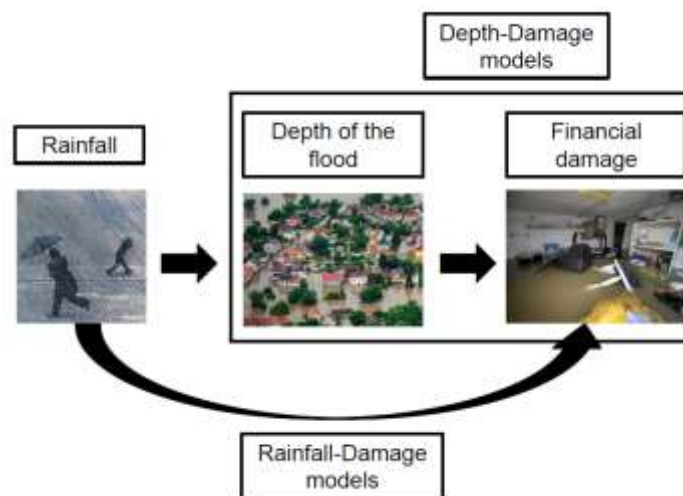 Depth-Damage
models
Rainfall
Depth of the
flood
Financial
damage
Rainfall-Damage
models